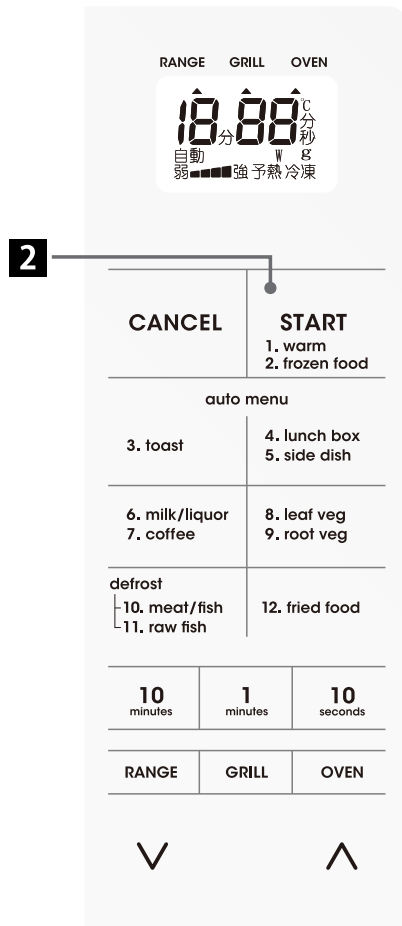 RANGE GRILL OVEN
18分88℃分秒
自動 W g
弱 強 予熱 冷凍
2
CANCEL
START
1. warm
2. frozen food
auto menu
3. toast
4. lunch box
5. side dish
6. milk/liquor
7. coffee
8. leaf veg
9. root veg
defrost
10. meat/fish
11. raw fish
12. fried food
10
minutes
1
minutes
10
seconds
RANGE GRILL OVEN